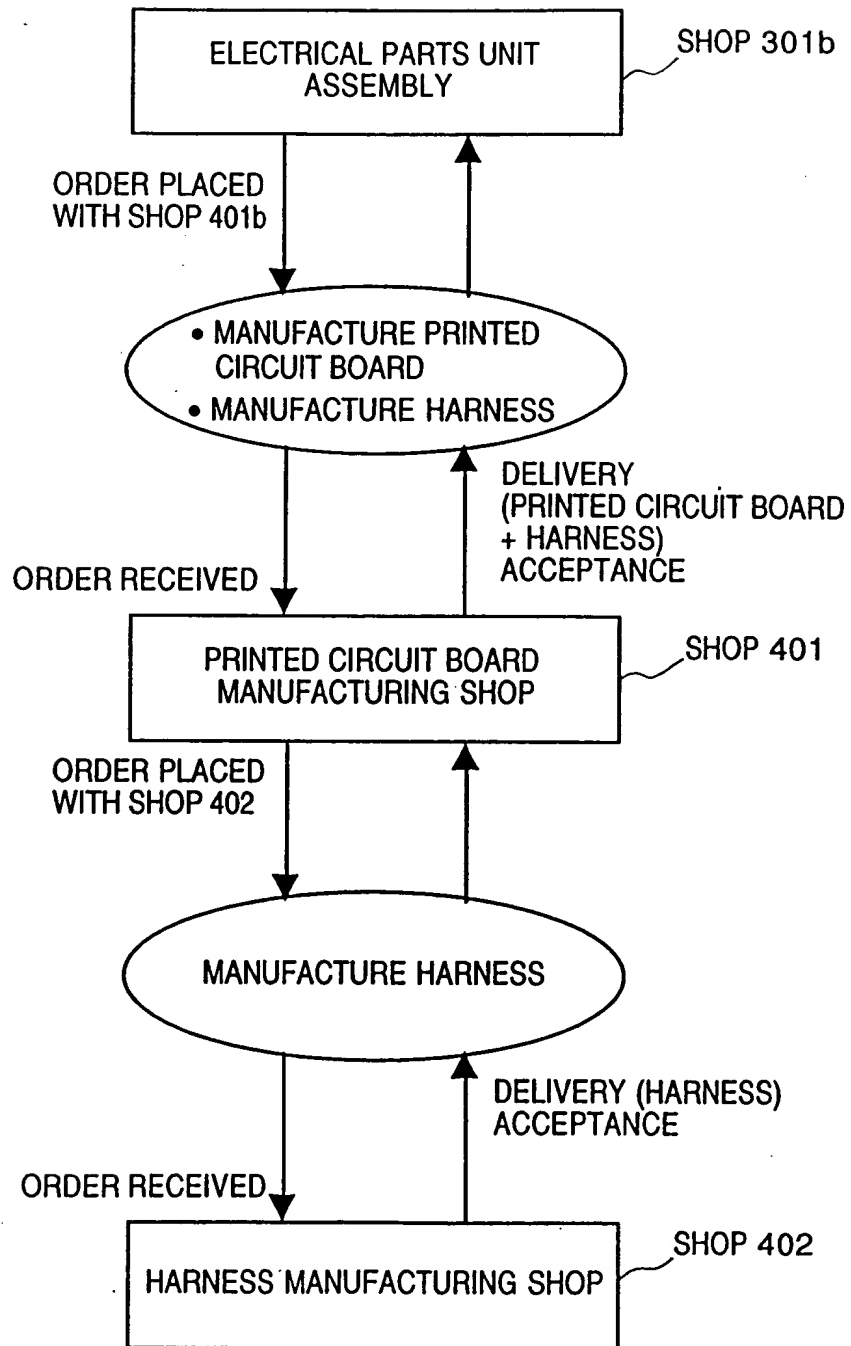 ELECTRICAL PARTS UNIT
ASSEMBLY
SHOP 301b
ORDER PLACED
WITH SHOP 401b
• MANUFACTURE PRINTED
CIRCUIT BOARD
• MANUFACTURE HARNESS
DELIVERY
(PRINTED CIRCUIT BOARD
+ HARNESS)
ACCEPTANCE
ORDER RECEIVED
PRINTED CIRCUIT BOARD
MANUFACTURING SHOP
SHOP 401
ORDER PLACED
WITH SHOP 402
MANUFACTURE HARNESS
DELIVERY (HARNESS)
ACCEPTANCE
ORDER RECEIVED
HARNESS MANUFACTURING SHOP
SHOP 402